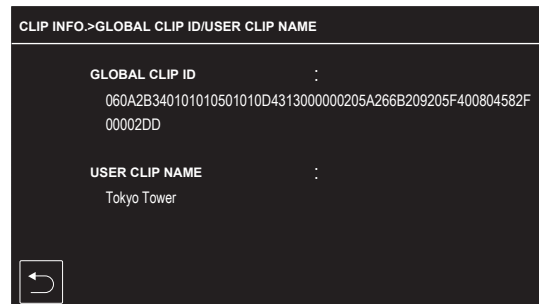 CLIP INFO.>GLOBAL CLIP ID/USER CLIP NAME
GLOBAL CLIP ID :
060A2B340101010501010D4313000000205A266B209205F400804582F
00002DD
USER CLIP NAME :
Tokyo Tower